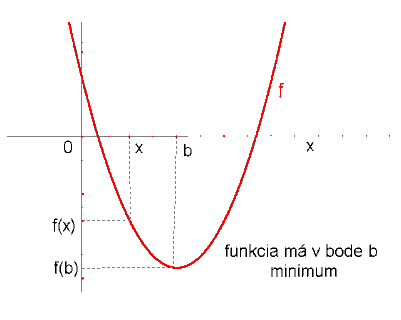 f
0
x
b
x
f(x)
f(b)
funkcia má v bode b
minimum